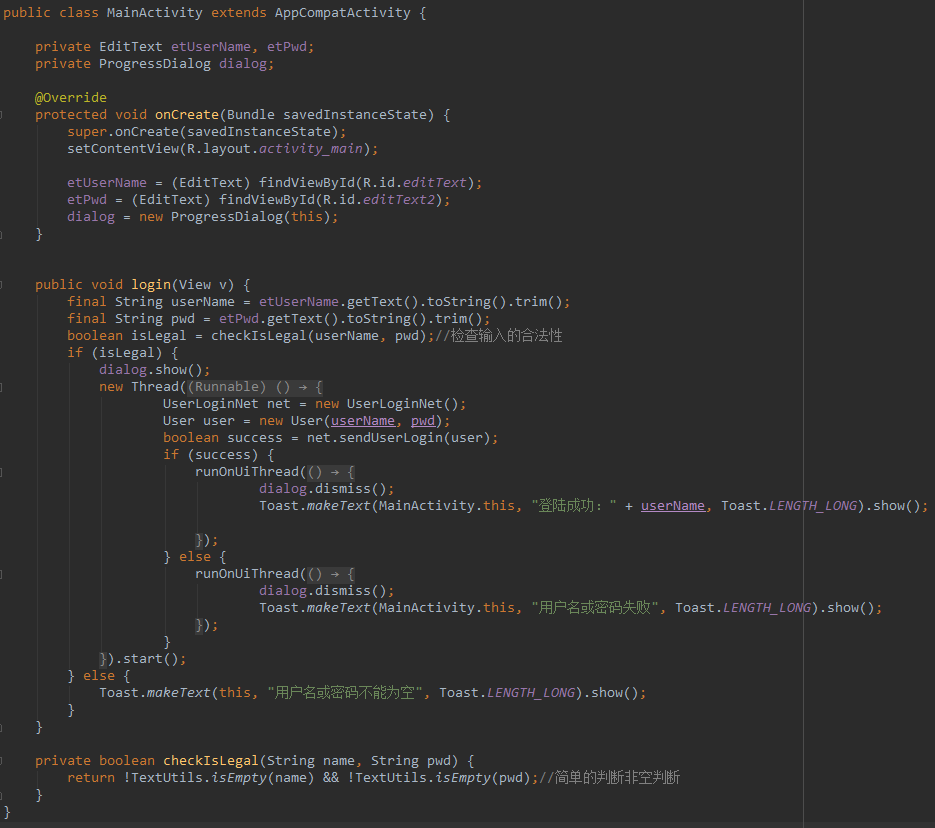 public class MainActivity extends AppCompatActivity {
private EditText etUserName, etPwd;
private ProgressDialog dialog;
@Override
protected void onCreate(Bundle savedInstanceState) {
super.onCreate(savedInstanceState);
setContentView(R.layout.activity_main);
etUserName = (EditText) findViewById(R.id.editText);
etPwd = (EditText) findViewById(R.id.editText2);
dialog = new ProgressDialog(this);
}
public void login(View v) {
final String userName = etUserName.getText().toString().trim();
final String pwd = etPwd.getText().toString().trim();
boolean isLegal = checkIsLegal(userName, pwd);//检查输入的合法性
if (isLegal) {
dialog.show();
new Thread((Runnable) () → {
UserLoginNet net = new UserLoginNet();
User user = new User(userName, pwd);
boolean success = net.sendUserLogin(user);
if (success) {
runOnUiThread(() → {
dialog.dismiss();
Toast.makeText(MainActivity.this, "登陆成功：" + userName, Toast.LENGTH_LONG).show();
});
} else {
runOnUiThread(() → {
dialog.dismiss();
Toast.makeText(MainActivity.this, "用户名或密码失败", Toast.LENGTH_LONG).show();
});
}
}).start();
} else {
Toast.makeText(this, "用户名或密码不能为空", Toast.LENGTH_LONG).show();
}
}
private boolean checkIsLegal(String name, String pwd) {
return !TextUtils.isEmpty(name) && !TextUtils.isEmpty(pwd);//简单的判断非空判断
}
}